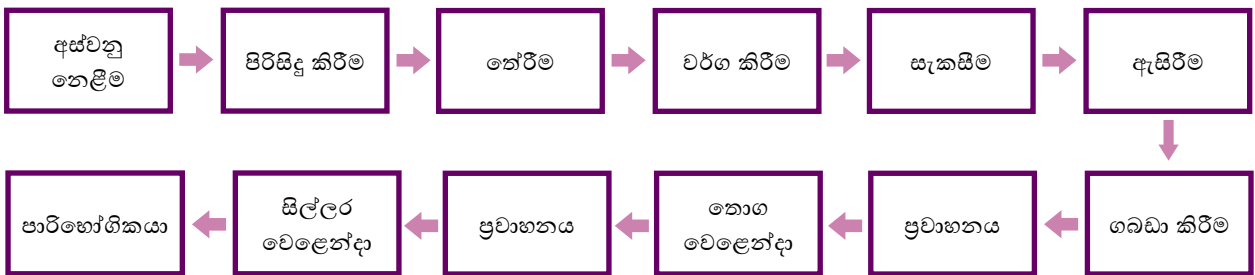 අස්වනු
නෙළීම
පිරිසිදු කිරීම
තේරීම
වර්ග කිරීම
සැකසීම
ඇසිරීම
ගබඩා කිරීම
ප්‍රවාහනය
තොග
වෙළෙන්දා
ප්‍රවාහනය
සිල්ලර
වෙළෙන්දා
පාරිභෝගිකයා